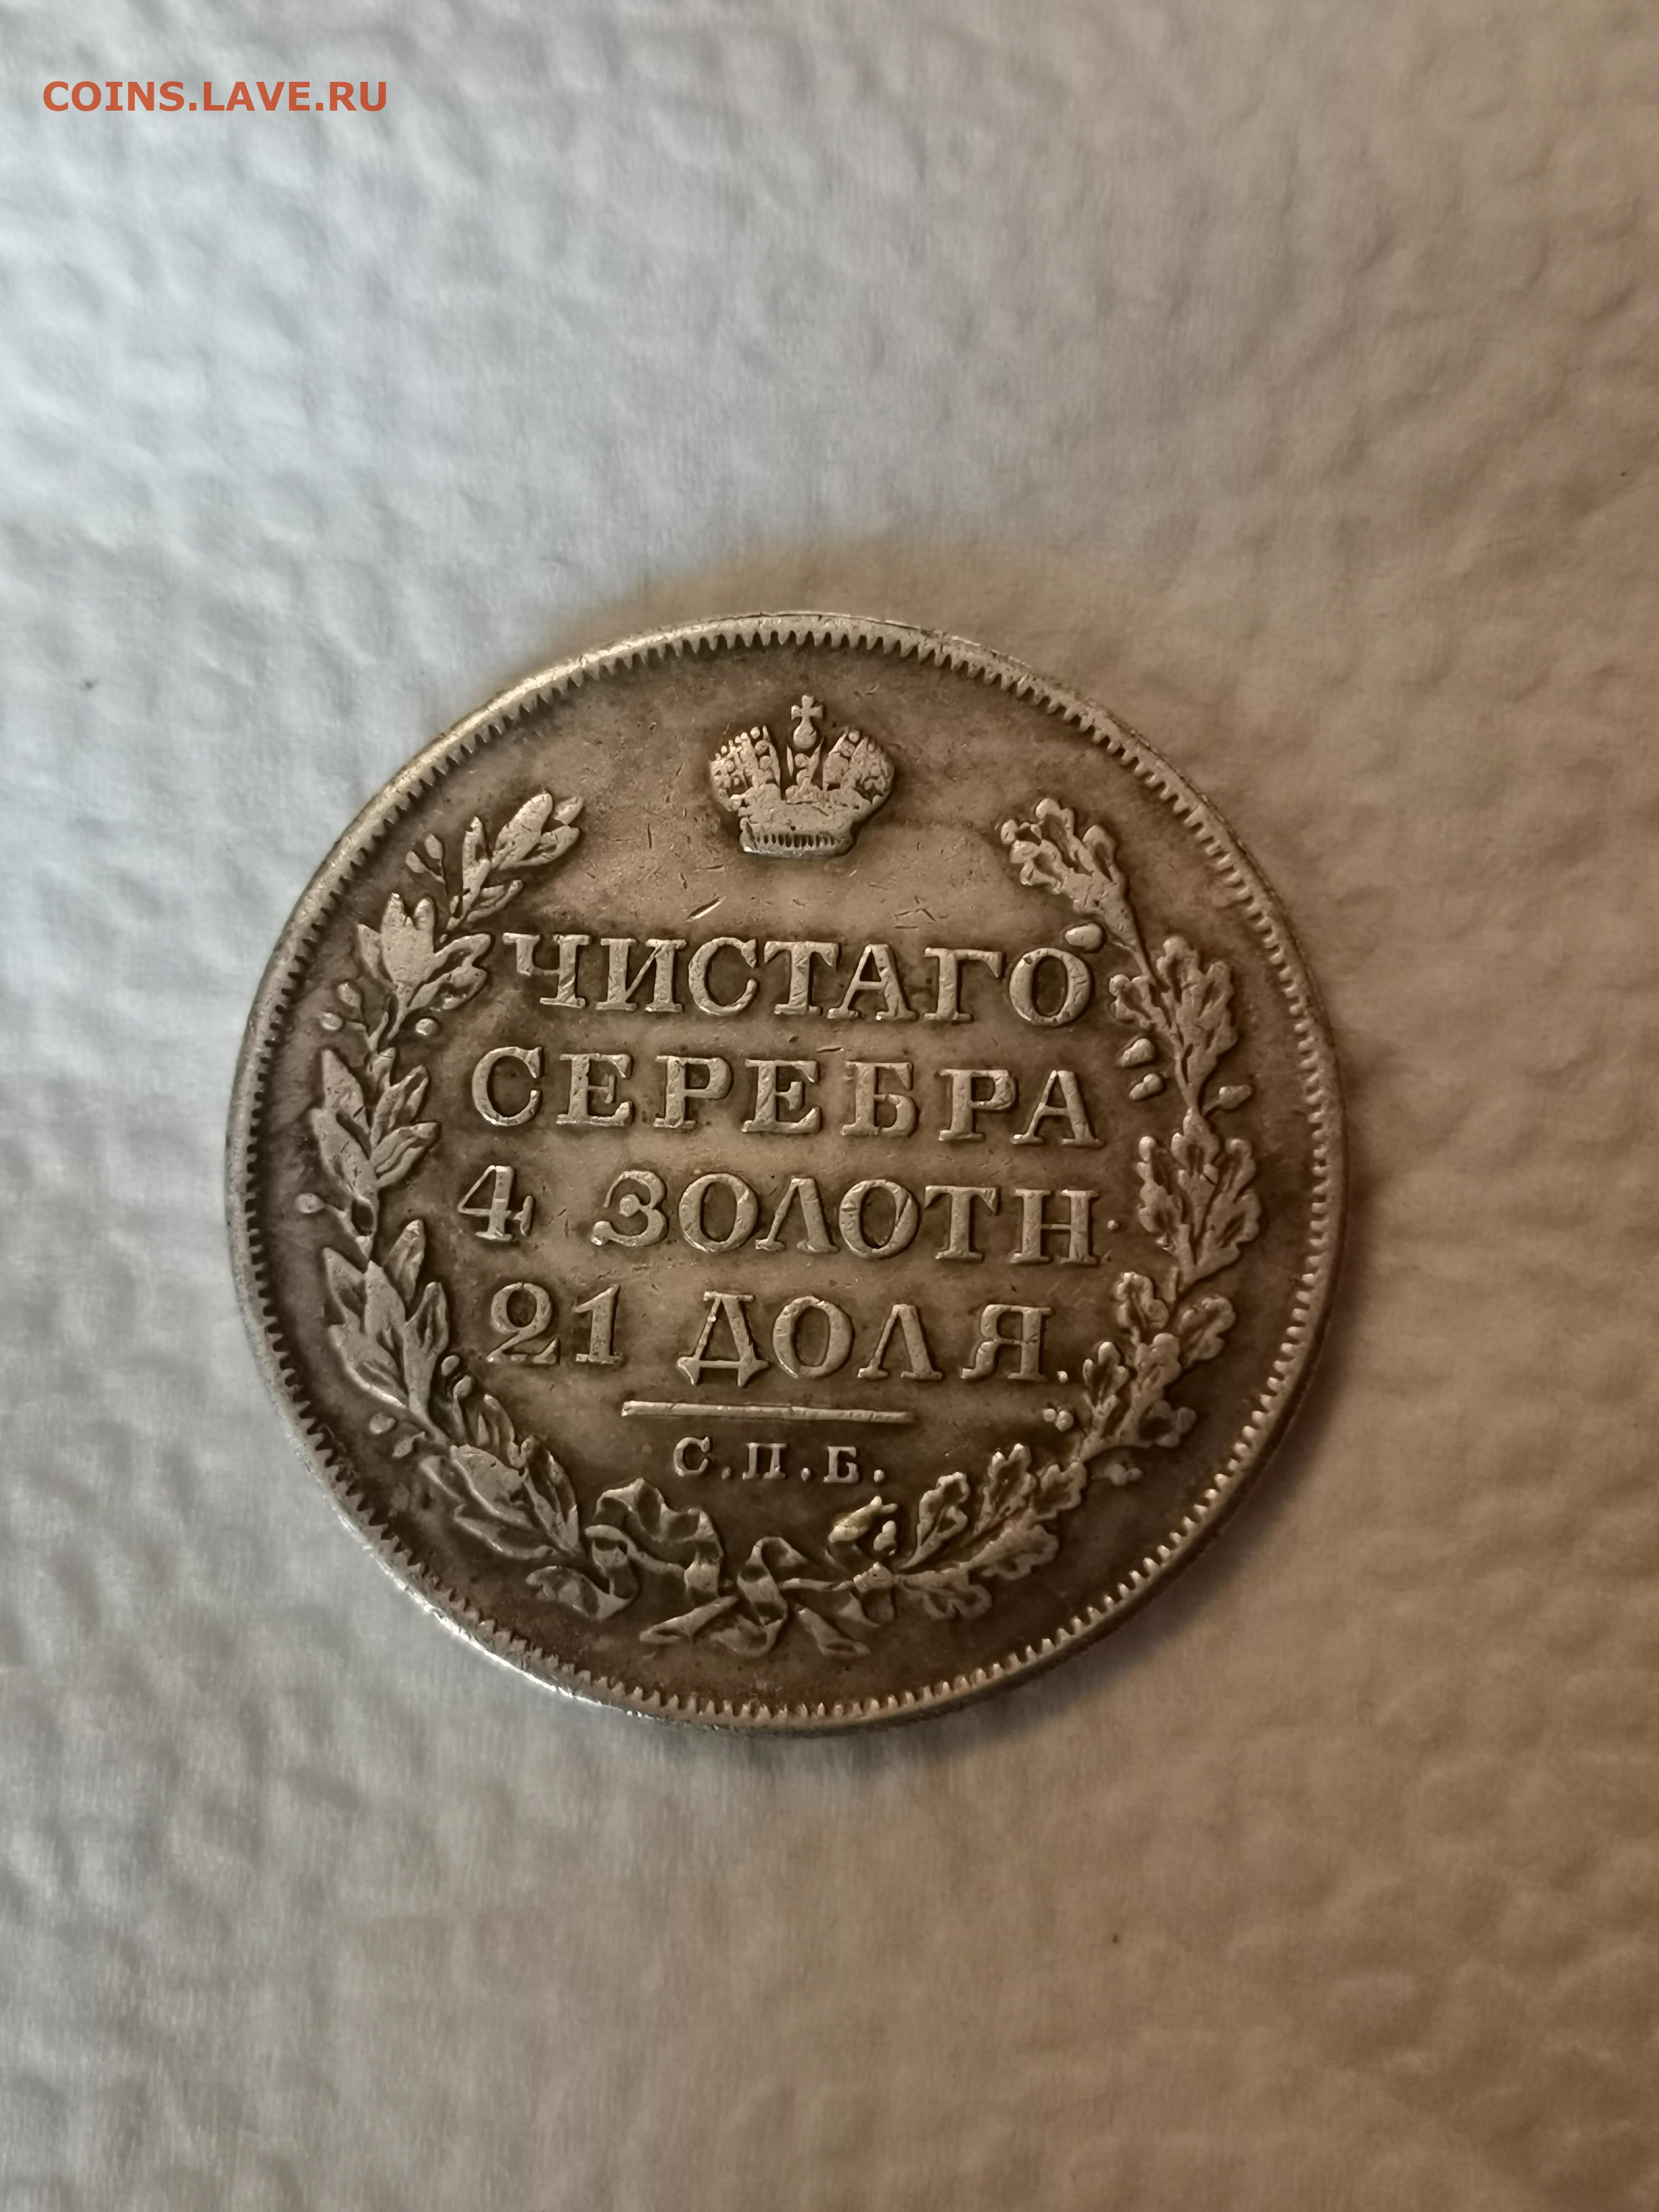 COINS.LAVE.RU
ЧИСТАГО
СЕРЕБРА
4 ЗОЛОТН.
21 ДОЛЯ.
С.П.Б.